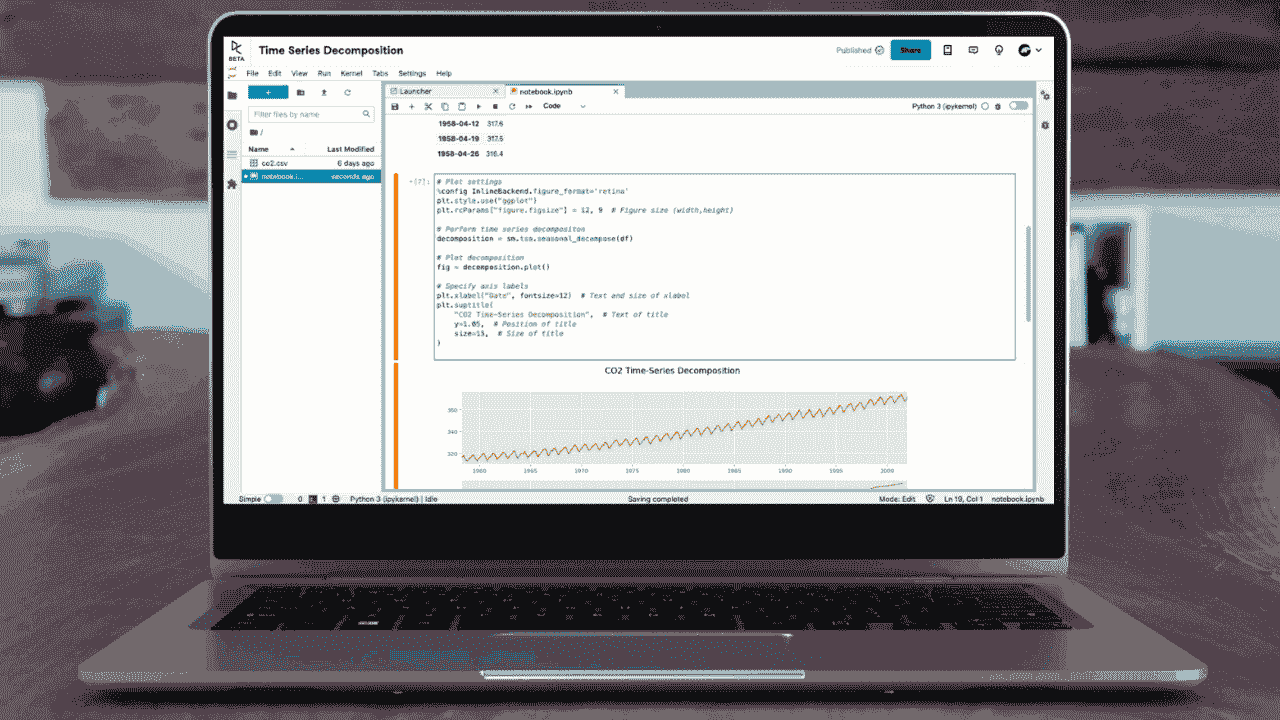 Time Series Decomposition
BETA
Published
Share
File Edit View Run Kernel Tabs Settings Help
+
Filter files by name
/
Name Last Modified
co2.csv 6 days ago
notebook.i... seconds ago
Launcher
notebook.ipynb
Code
Python 3 (ipykernel)
1958-04-12 317.6
1958-04-19 317.5
1958-04-26 316.4
[7]:
# Plot settings
%config InlineBackend.figure_format='retina'
plt.style.use("ggplot")
plt.rcParams["figure.figsize"] = 12, 9 # Figure size (width,height)
# Perform time series decompositon
decomposition = sm.tsa.seasonal_decompose(df)
# Plot decomposition
fig = decomposition.plot()
# Specify axis labels
plt.xlabel("Date", fontsize=12) # Text and size of xlabel
plt.suptitle(
"CO2 Time-Series Decomposition", # Text of title
y=1.05, # Position of title
size=15, # Size of title
)
CO2 Time-Series Decomposition
360
340
320
1960 1965 1970 1975 1980 1985 1990 1995 2000
Simple 0 1 Python 3 (ipykernel) | Idle Saving completed Mode: Edit Ln 19, Col 1 notebook.ipynb